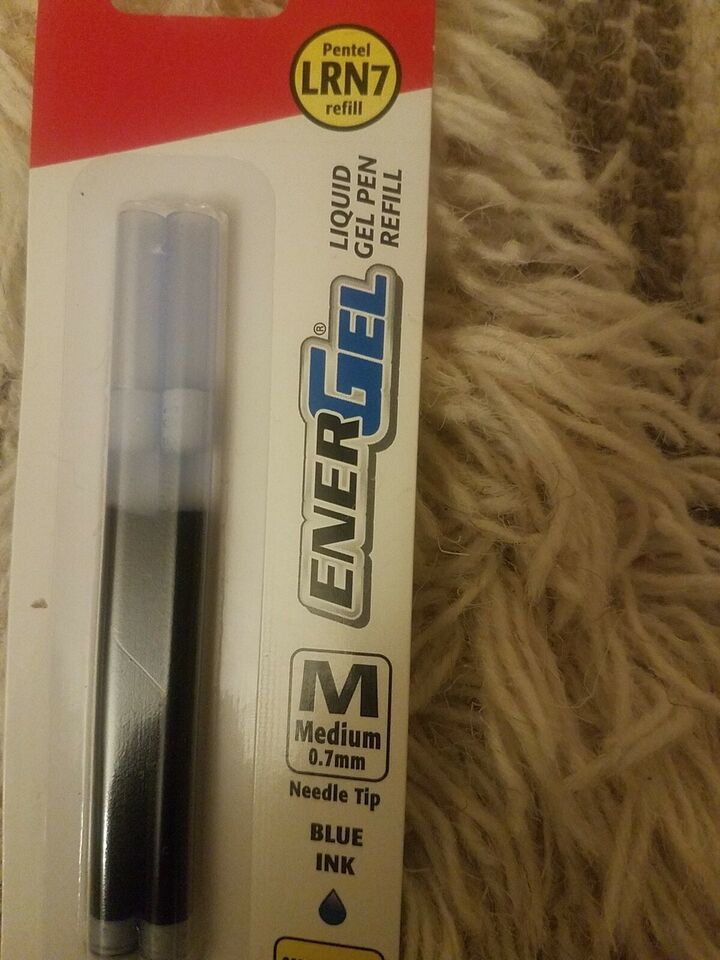 Pentel
LRN7
refill
LIQUID
GEL PEN
REFILL
ENERGEL®
M
Medium
0.7mm
Needle Tip
BLUE
INK